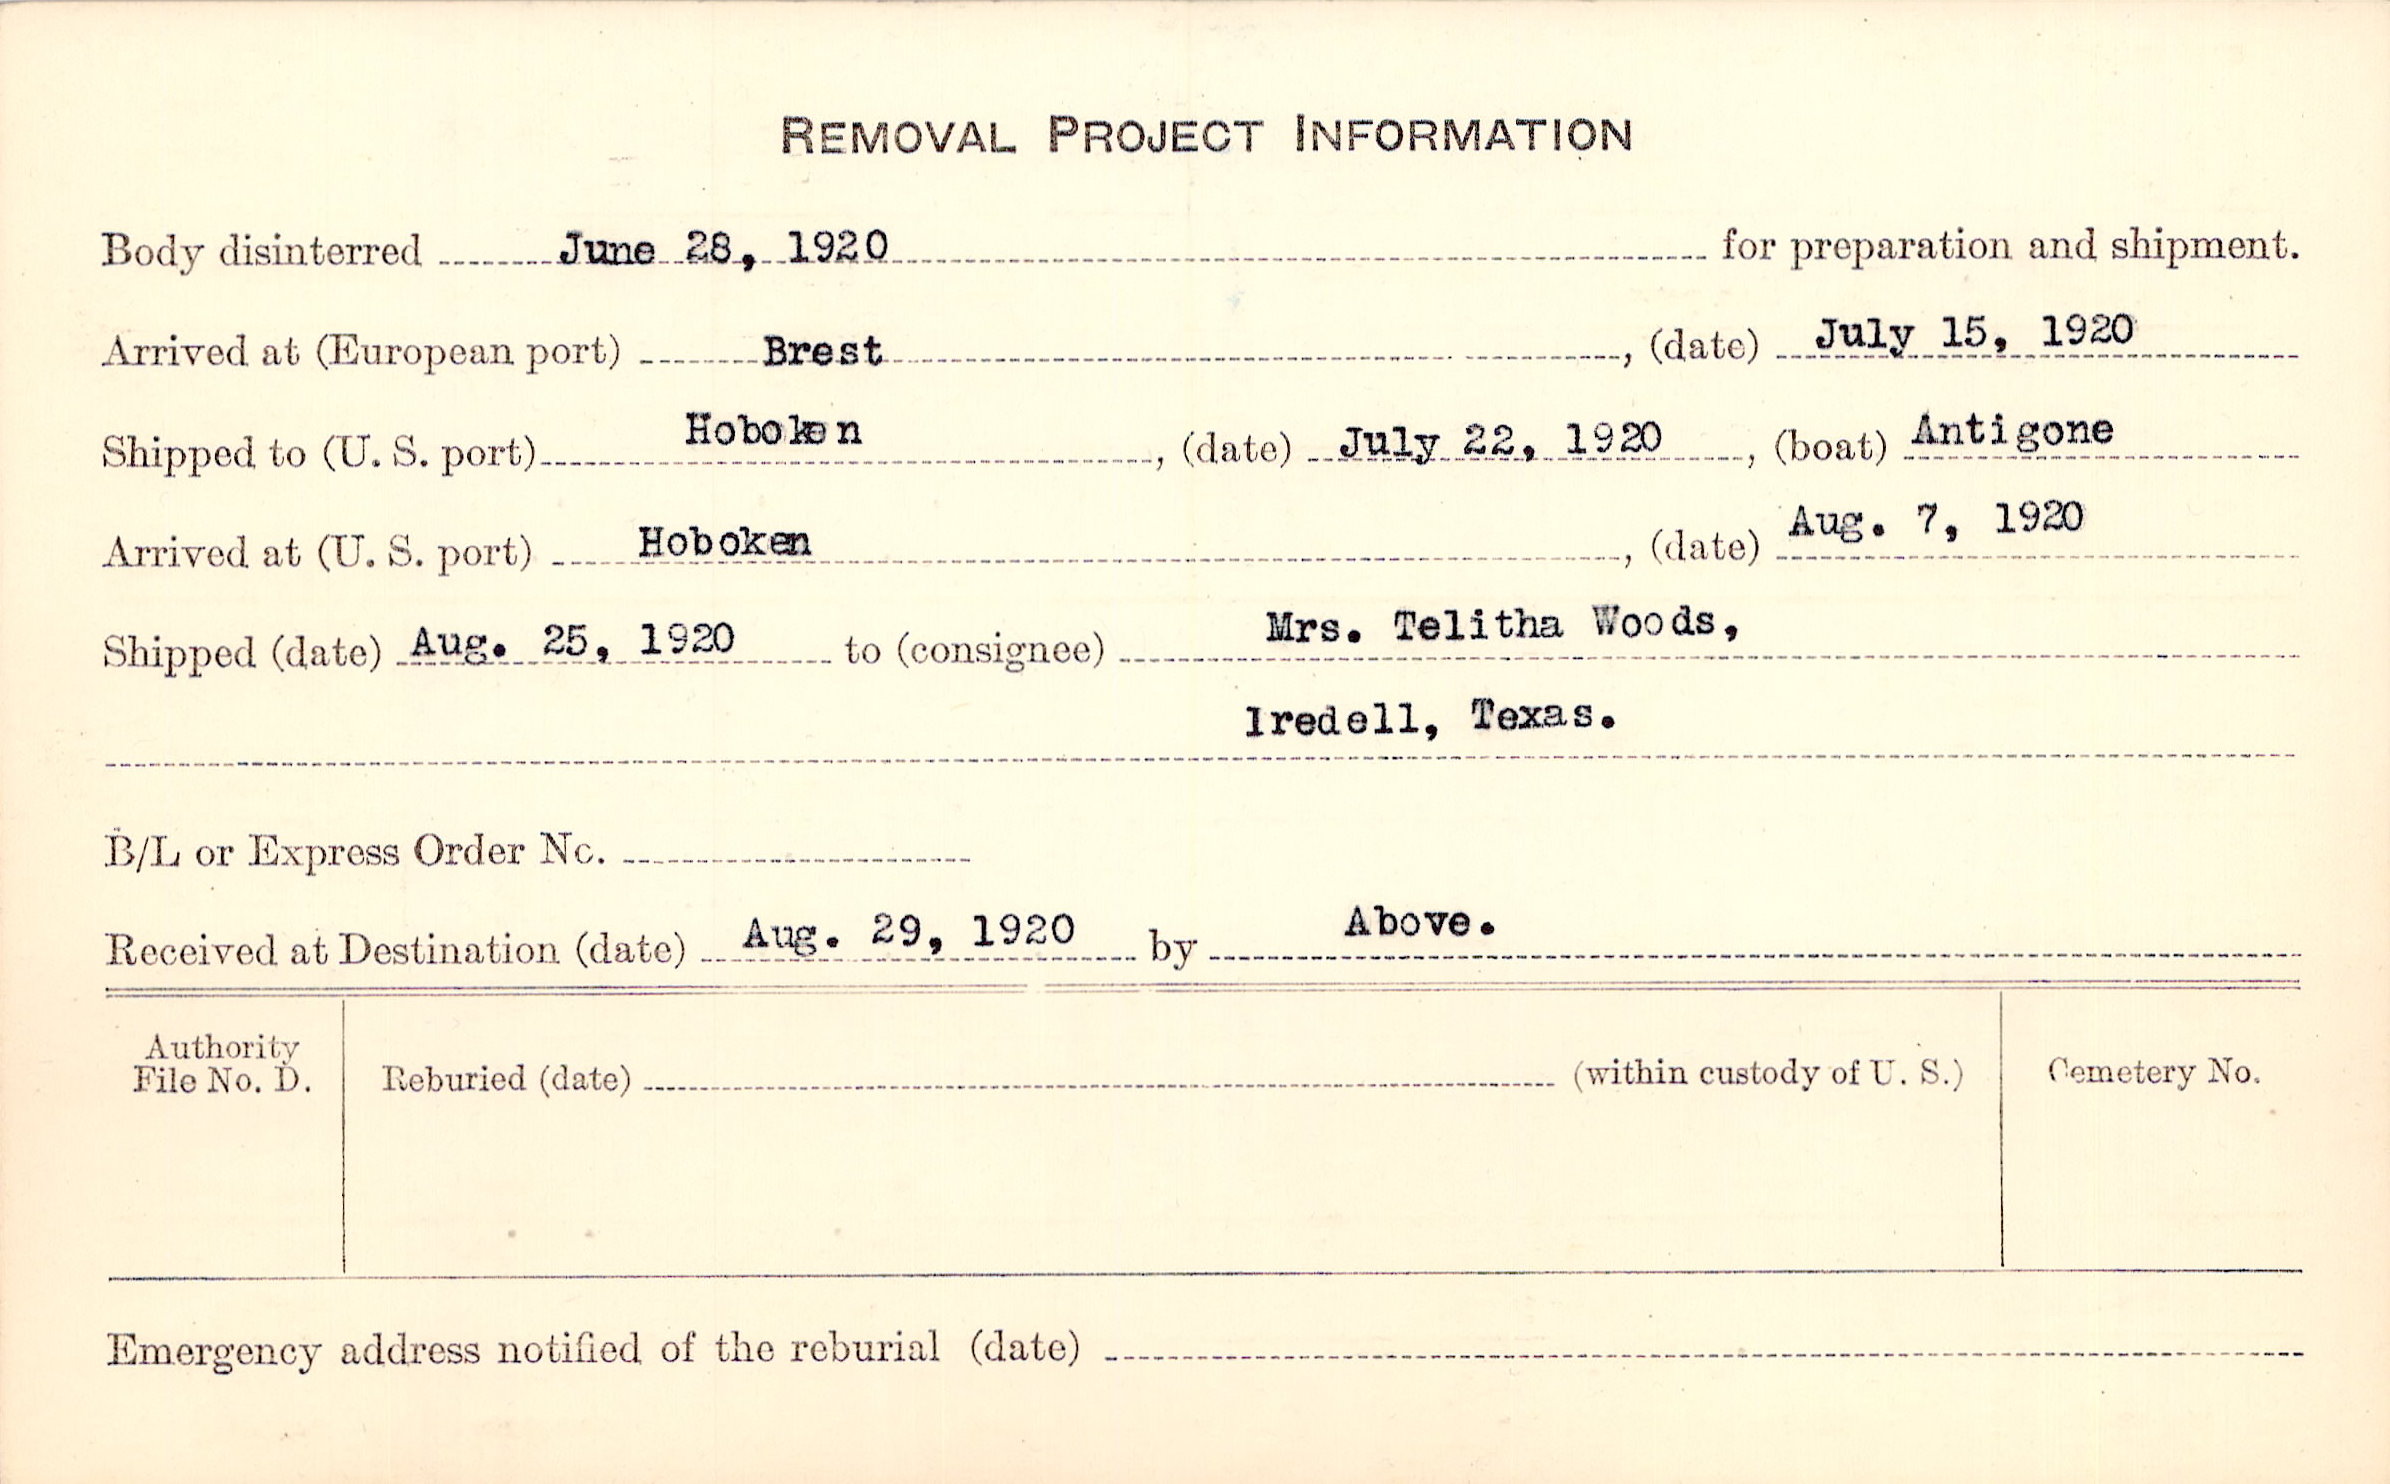 REMOVAL PROJECT INFORMATION
Body disinterred June 28, 1920 for preparation and shipment.
Arrived at (European port) Brest, (date) July 15, 1920
Shipped to (U. S. port) Hoboken, (date) July 22, 1920, (boat) Antigone
Arrived at (U. S. port) Hoboken, (date) Aug. 7, 1920
Shipped (date) Aug. 25, 1920 to (consignee) Mrs. Telitha Woods,
Iredell, Texas.
B/L or Express Order No.
Received at Destination (date) Aug. 29, 1920 by Above.
Authority
File No. D.
Reburied (date) (within custody of U. S.)
Cemetery No.
Emergency address notified of the reburial (date)